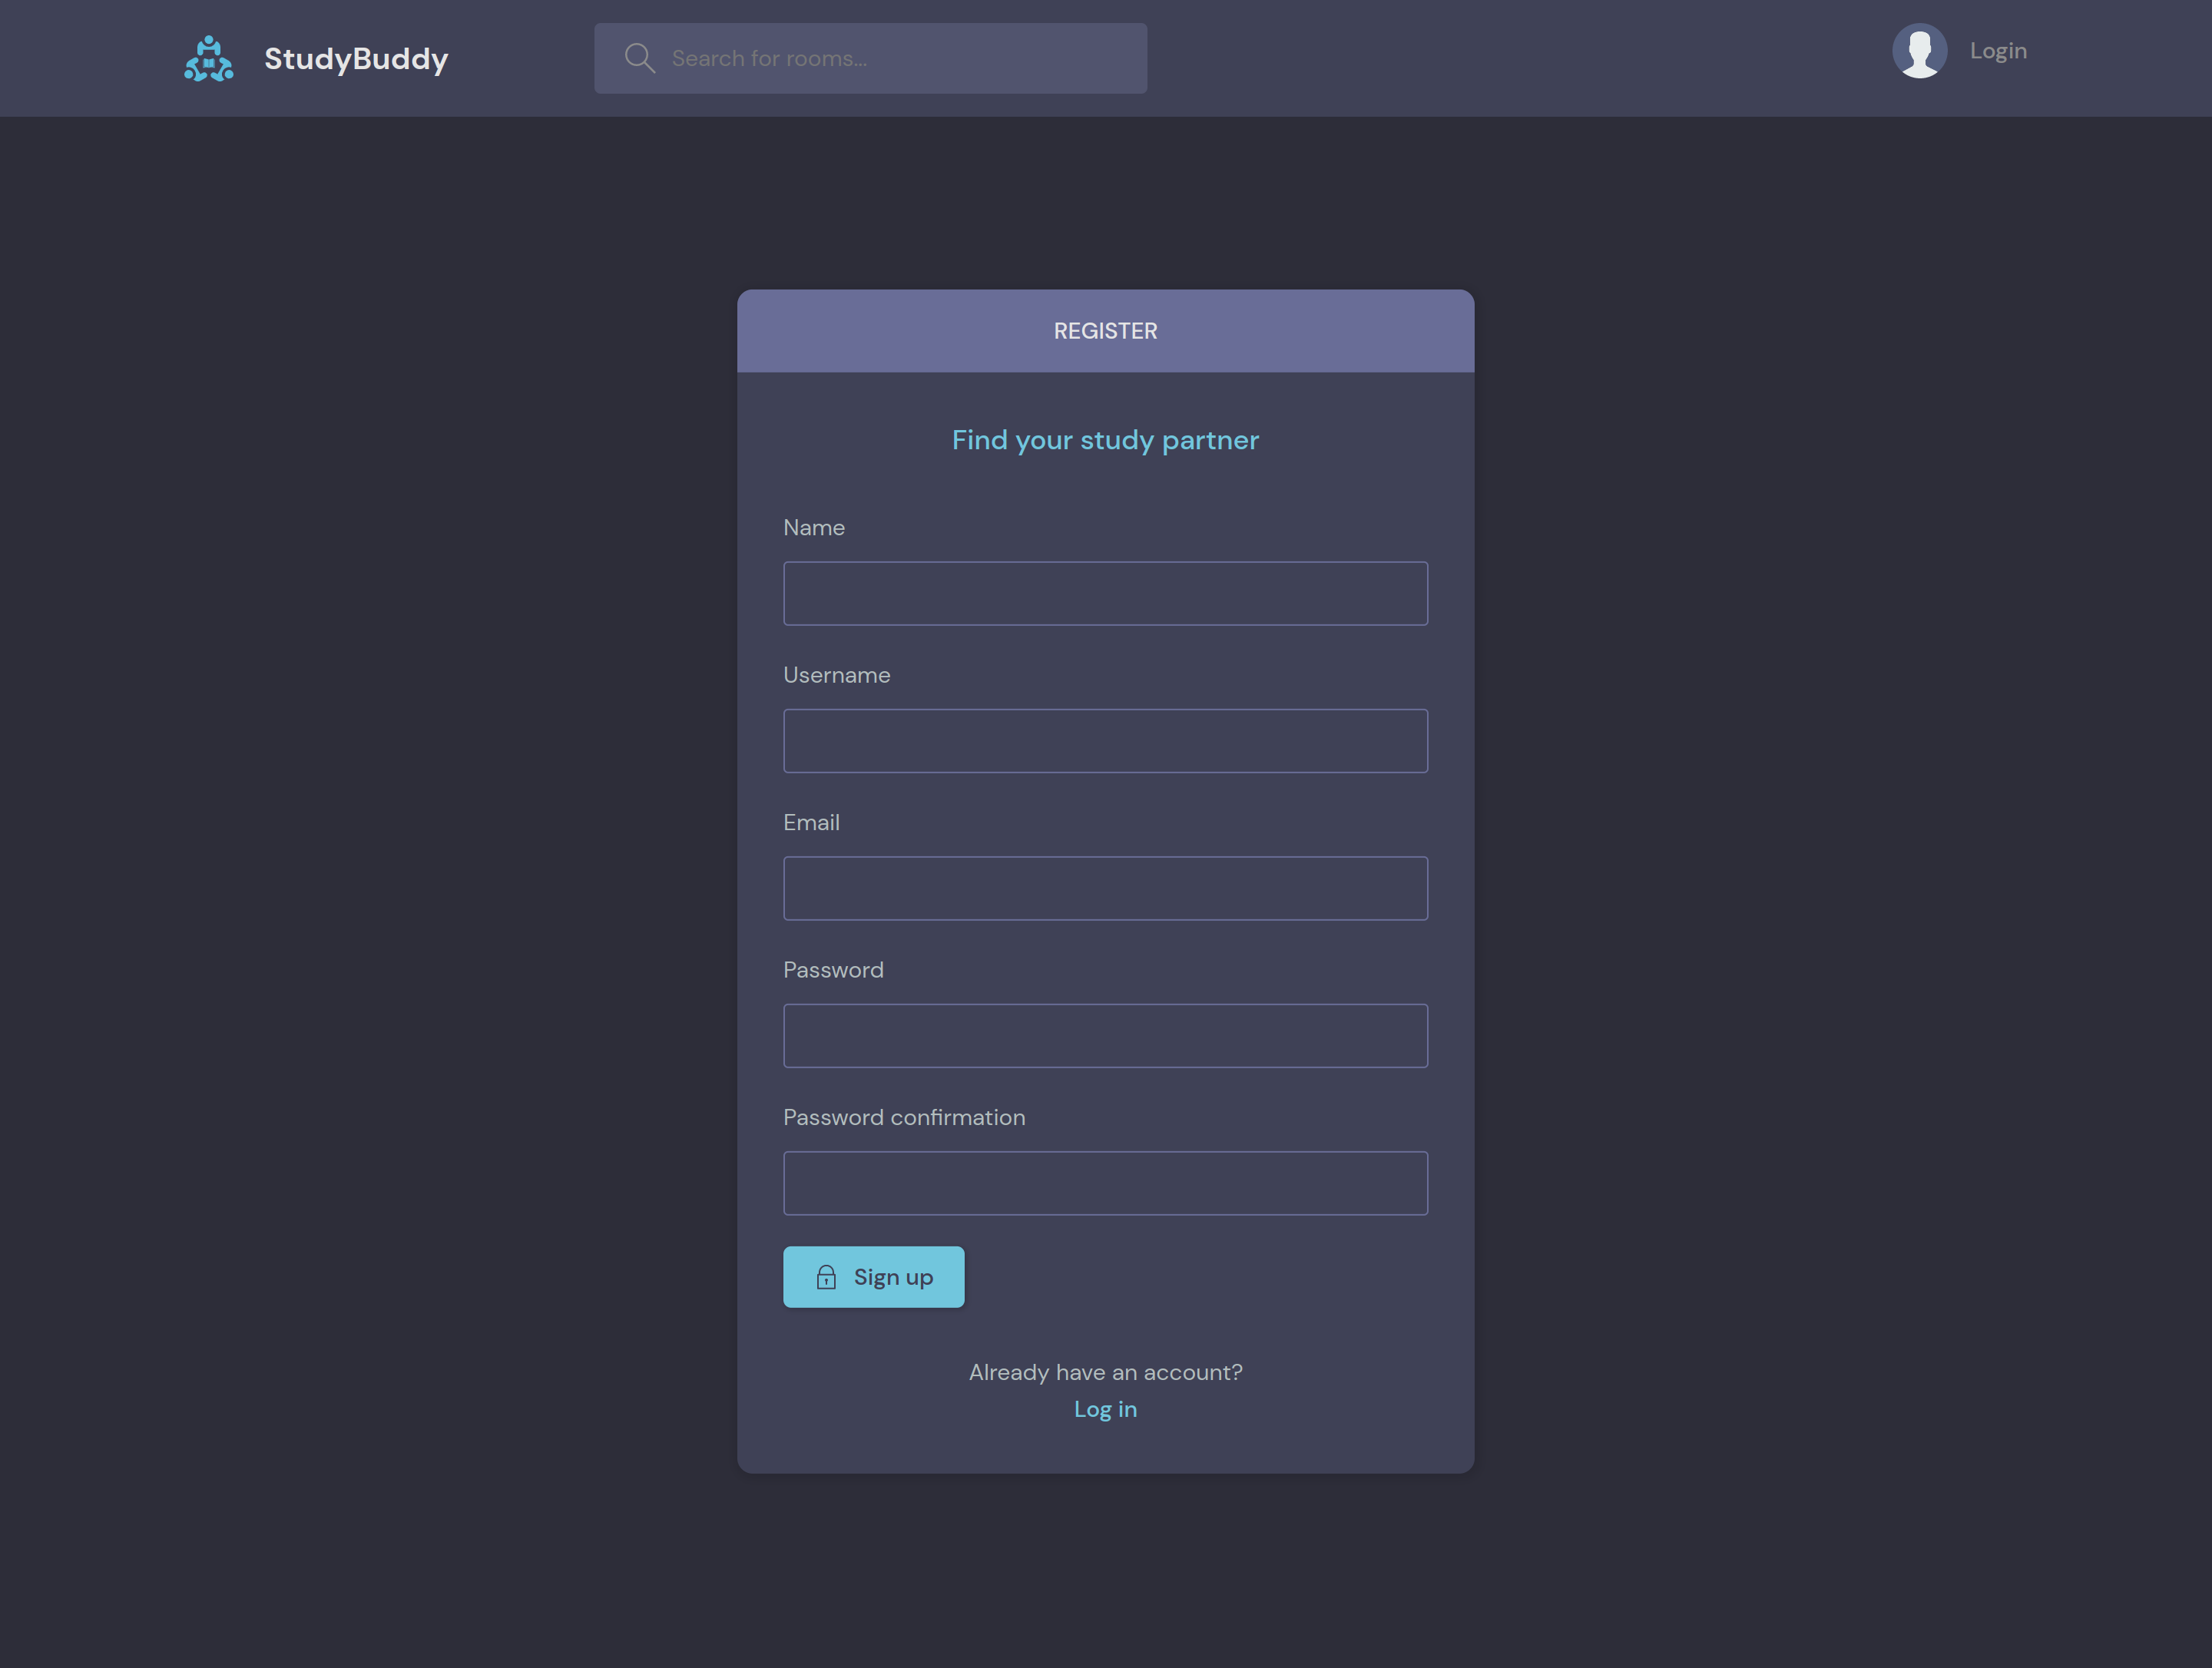 StudyBuddy
Search for rooms...
Login
REGISTER
Find your study partner
Name
Username
Email
Password
Password confirmation
Sign up
Already have an account?
Log in